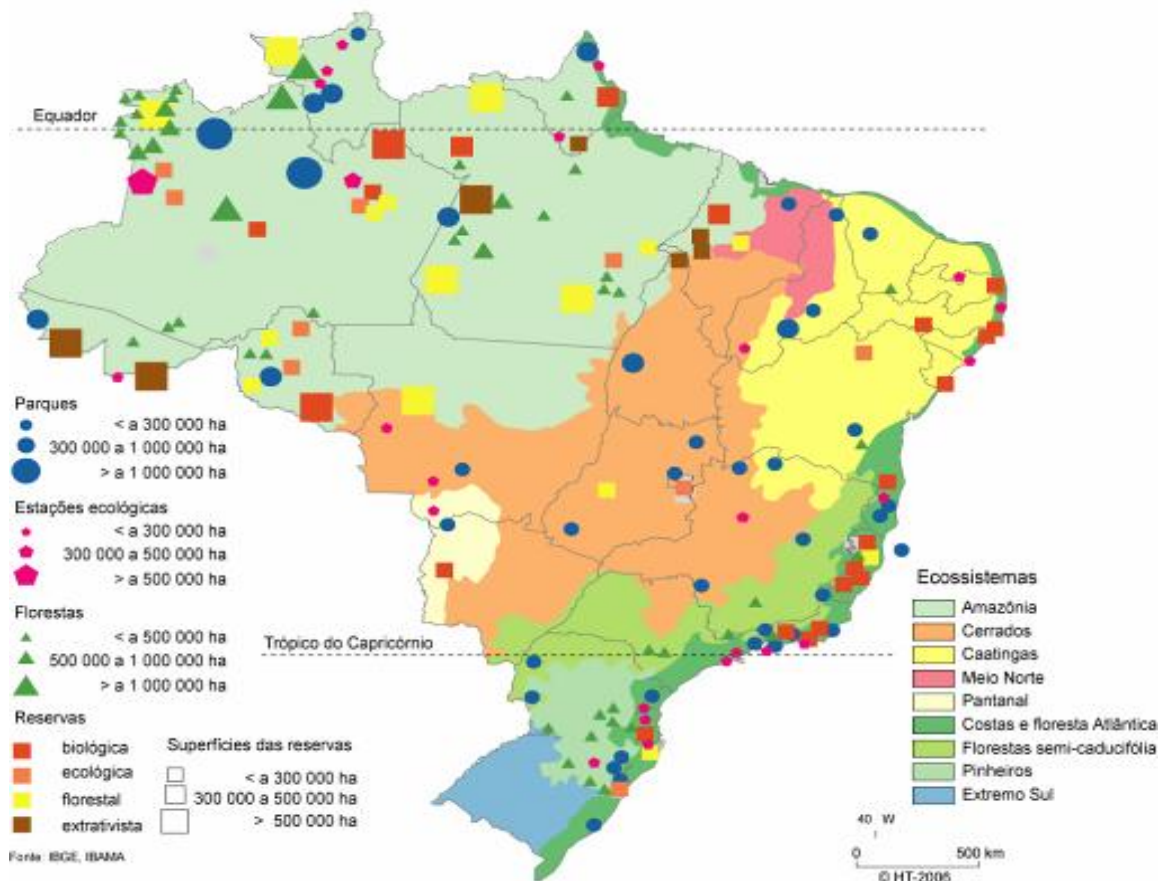 Equador
Parques
< a 300 000 ha
300 000 a 1 000 000 ha
> a 1 000 000 ha
Estações ecológicas
< a 300 000 ha
300 000 a 500 000 ha
> a 500 000 ha
Florestas
< a 500 000 ha
500 000 a 1 000 000 ha
> a 1 000 000 ha
Reservas
biológica
ecológica
florestal
extrativista
Superfícies das reservas
< a 300 000 ha
300 000 a 500 000 ha
> 500 000 ha
Fonte: IBGE, IBAMA
Trópico do Capricórnio
Ecossistemas
Amazônia
Cerrados
Caatingas
Meio Norte
Pantanal
Costas e floresta Atlântica
Florestas semi-caducifólia
Pinheiros
Extremo Sul
40 W
0 500 km
© HT-2006